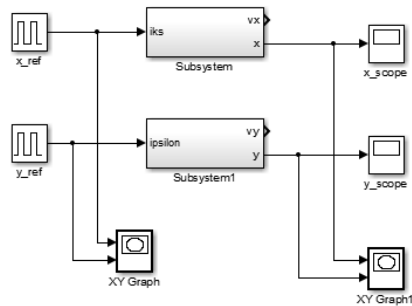 vx
iks
x
x_ref
Subsystem
x_scope
vy
ipsilon
y
y_ref
Subsystem1
y_scope
XY Graph
XY Graph1